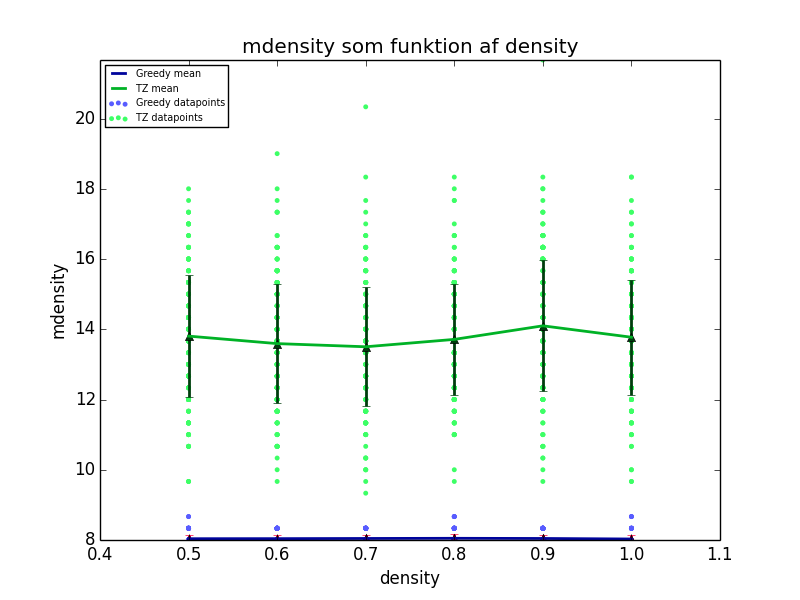 mdensity som funktion af density
Greedy mean
TZ mean
Greedy datapoints
TZ datapoints
20
18
16
14
12
10
8
mdensity
0.4 0.5 0.6 0.7 0.8 0.9 1.0 1.1
density